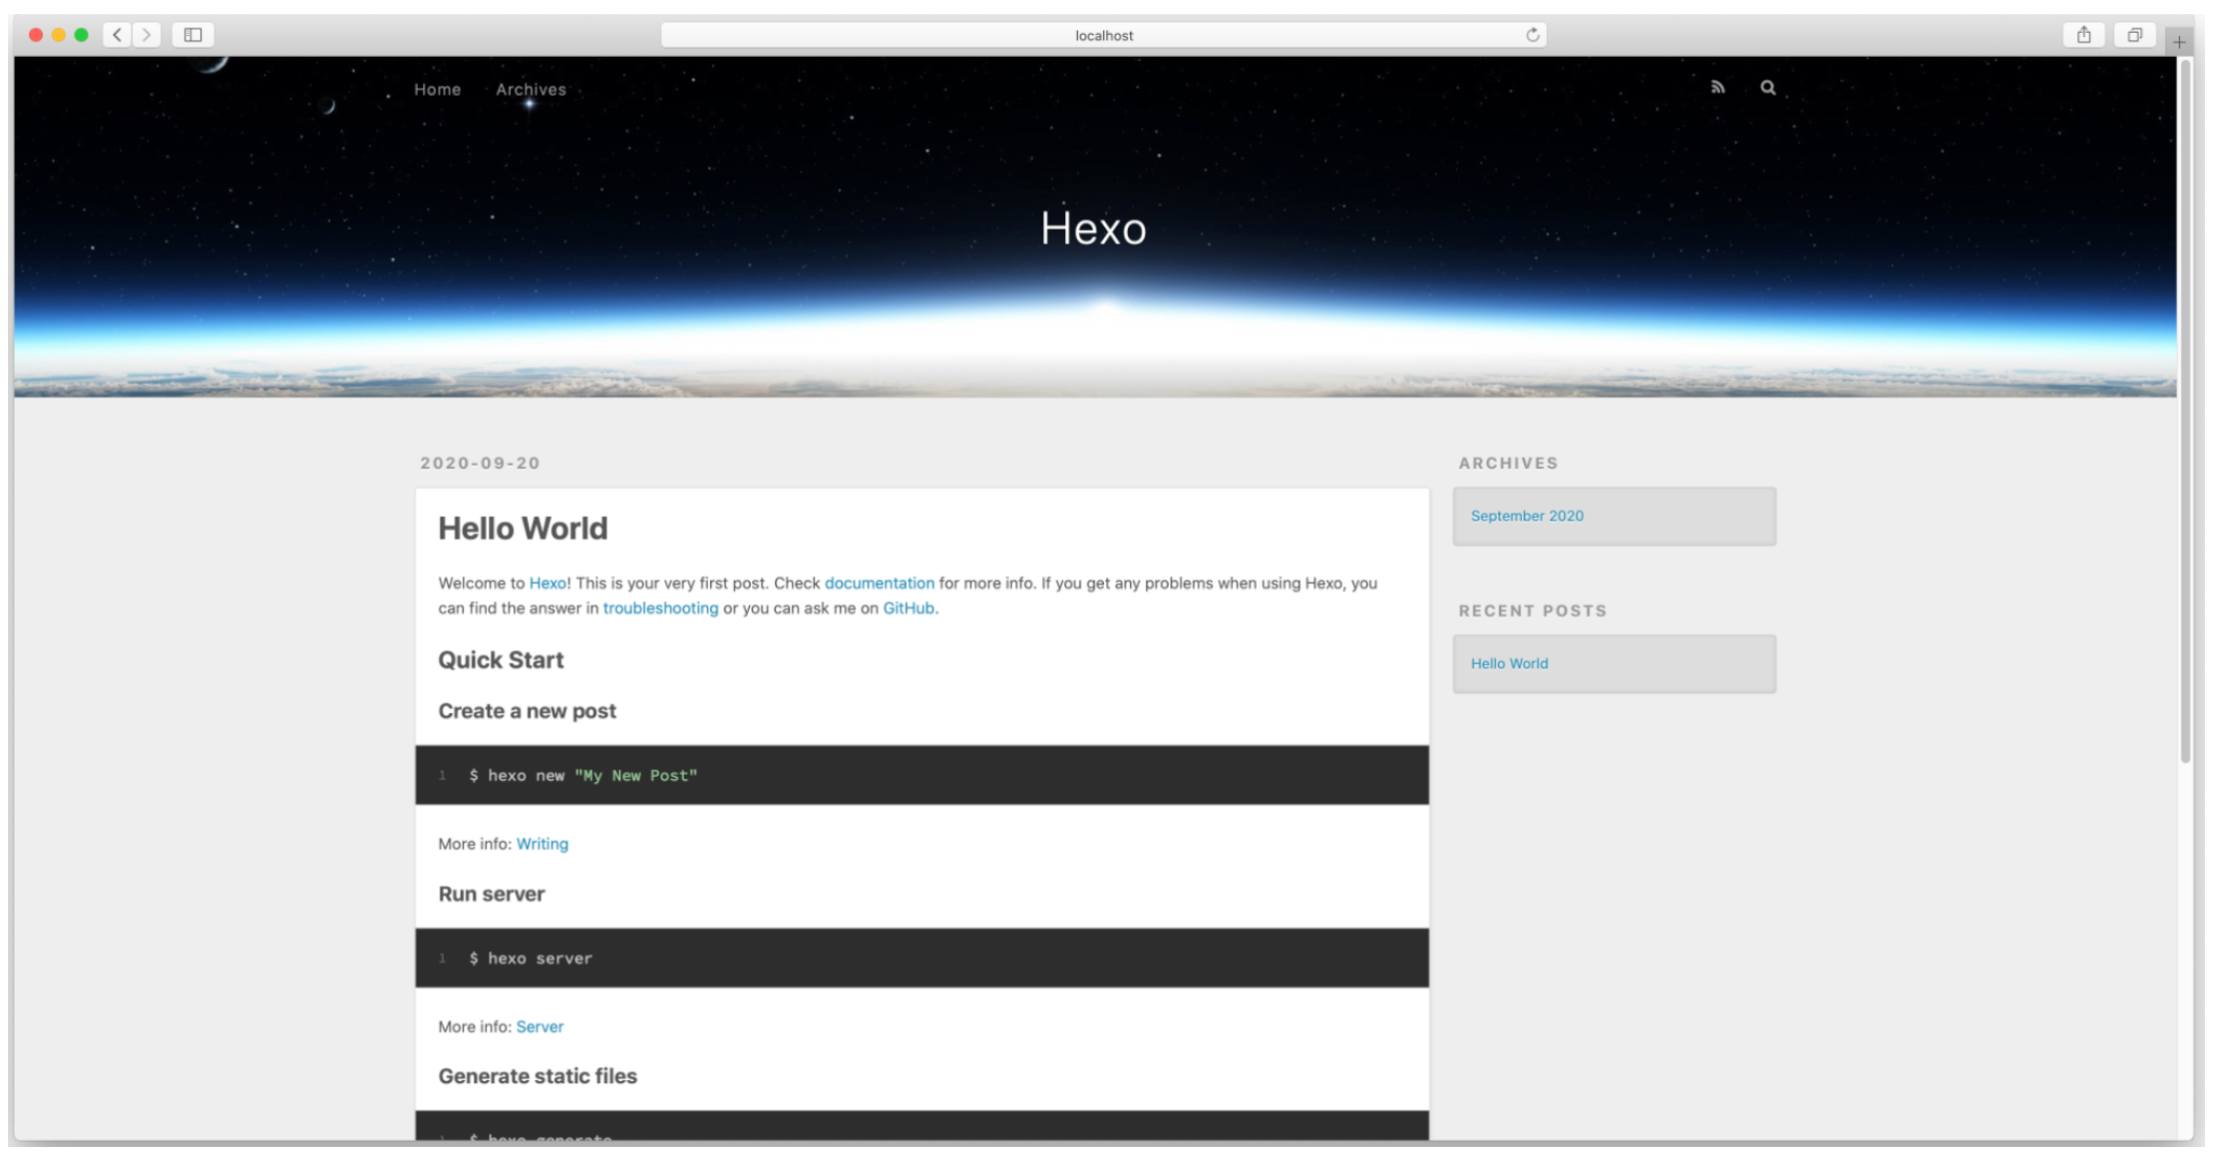 localhost
Home Archives
Hexo
2020-09-20
Hello World
Welcome to Hexo! This is your very first post. Check documentation for more info. If you get any problems when using Hexo, you
can find the answer in troubleshooting or you can ask me on GitHub.
Quick Start
Create a new post
1 $ hexo new "My New Post"
More info: Writing
Run server
1 $ hexo server
More info: Server
Generate static files
1 $ hexo generate
ARCHIVES
September 2020
RECENT POSTS
Hello World